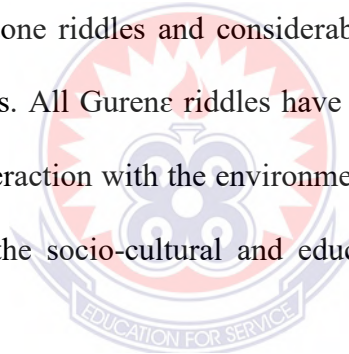 one riddles and considerab
s. All Gurenɛ riddles have
eraction with the environme
the socio-cultural and educ
EDUCATION FOR SERVICE